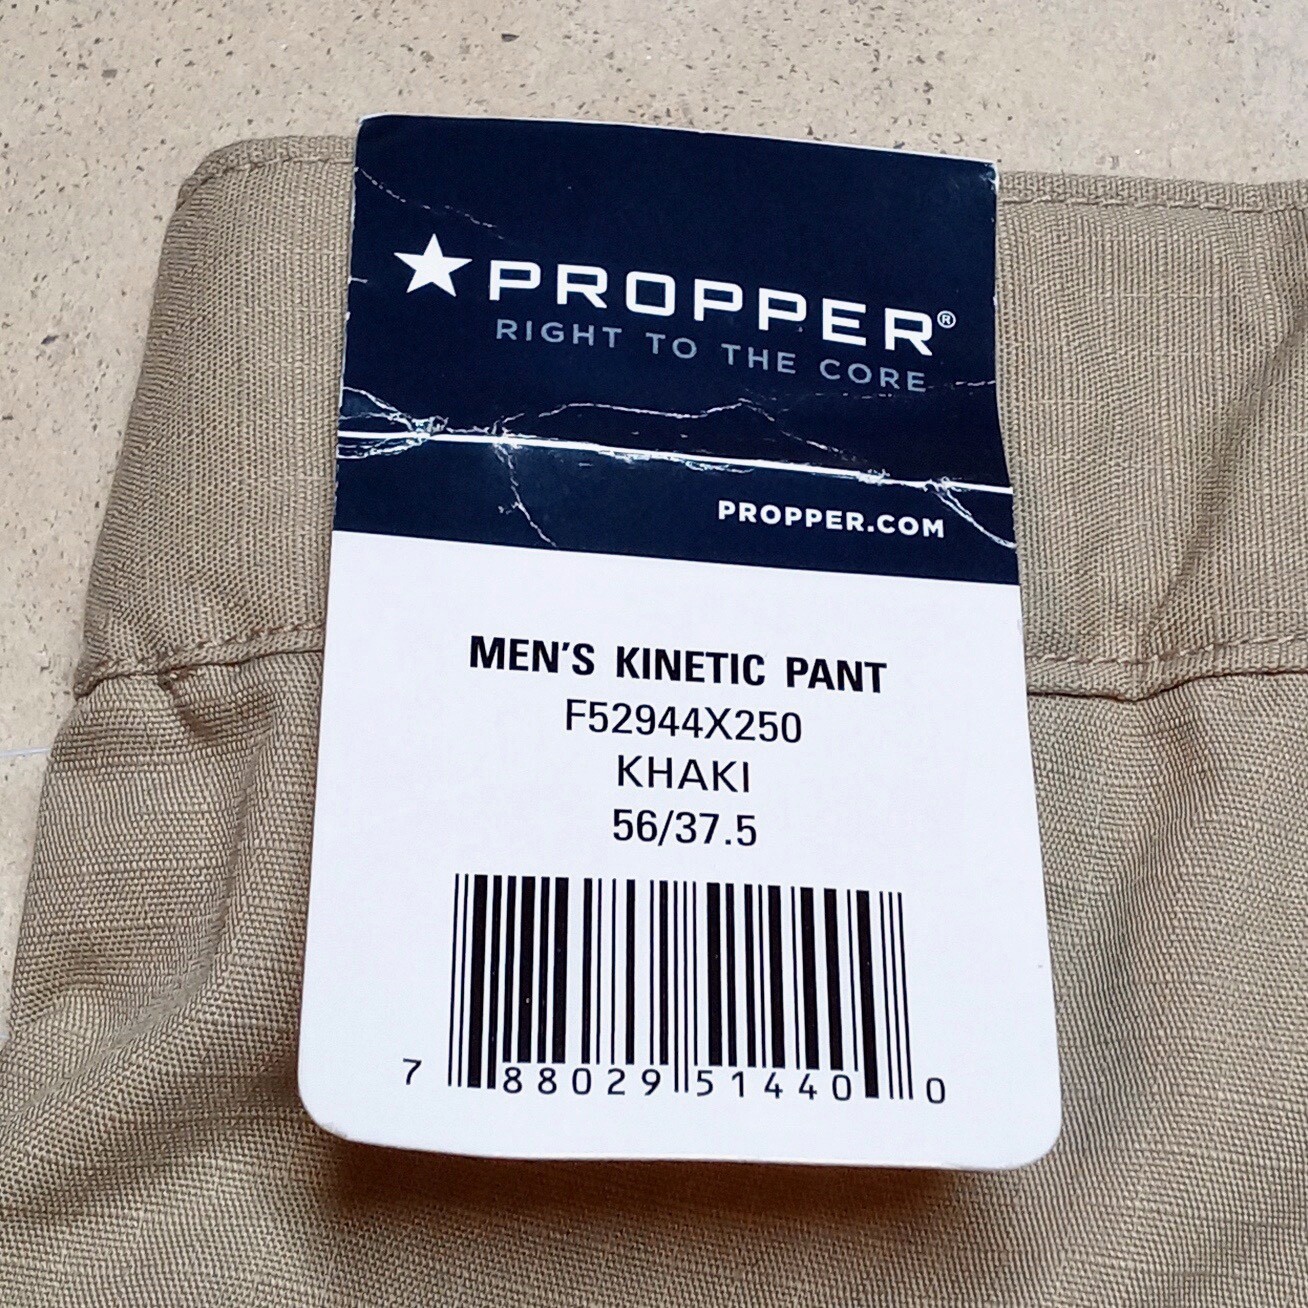 PROPPER®
RIGHT TO THE CORE
PROPPER.COM
MEN'S KINETIC PANT
F52944X250
KHAKI
56/37.5
7 88029 51440 0